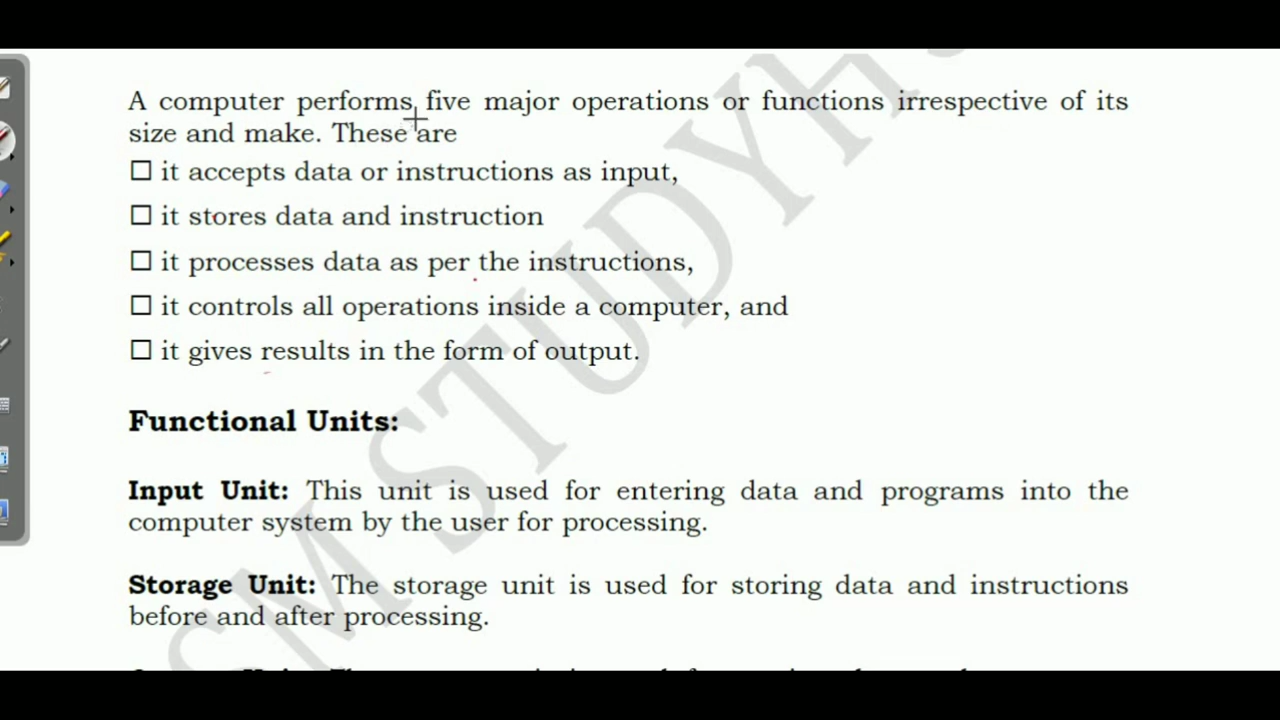 A computer performs five major operations or functions irrespective of its
size and make. These are
☐ it accepts data or instructions as input,
☐ it stores data and instruction
☐ it processes data as per the instructions,
☐ it controls all operations inside a computer, and
☐ it gives results in the form of output.
Functional Units:
Input Unit: This unit is used for entering data and programs into the
computer system by the user for processing.
Storage Unit: The storage unit is used for storing data and instructions
before and after processing.
SM STUDY